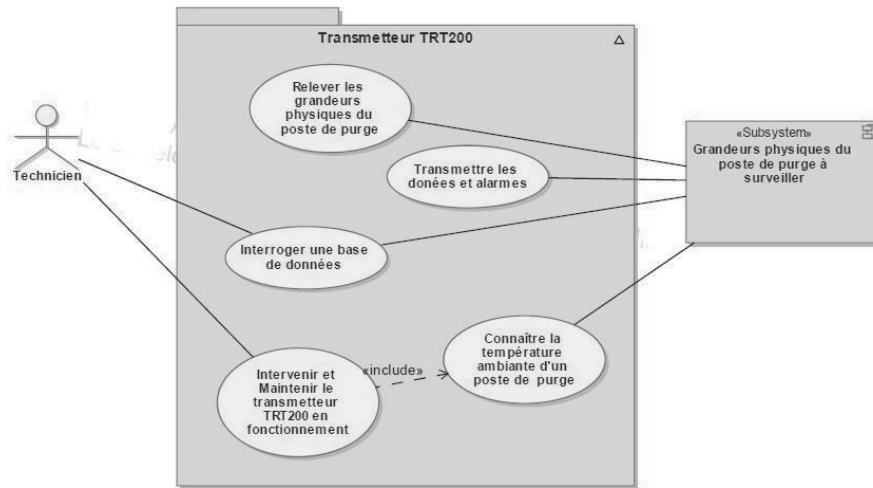 Transmetteur TRT200
Relever les
grandeurs
physiques du
poste de purge
«Subsystem»
Grandeurs physiques du
poste de purge à
surveiller
Technicien
Transmettre les
donées et alarmes
Interroger une base
de données
Connaître la
température
ambiante d'un
poste de purge
«include»
Intervenir et
Maintenir le
transmetteur
TRT200 en
fonctionnement